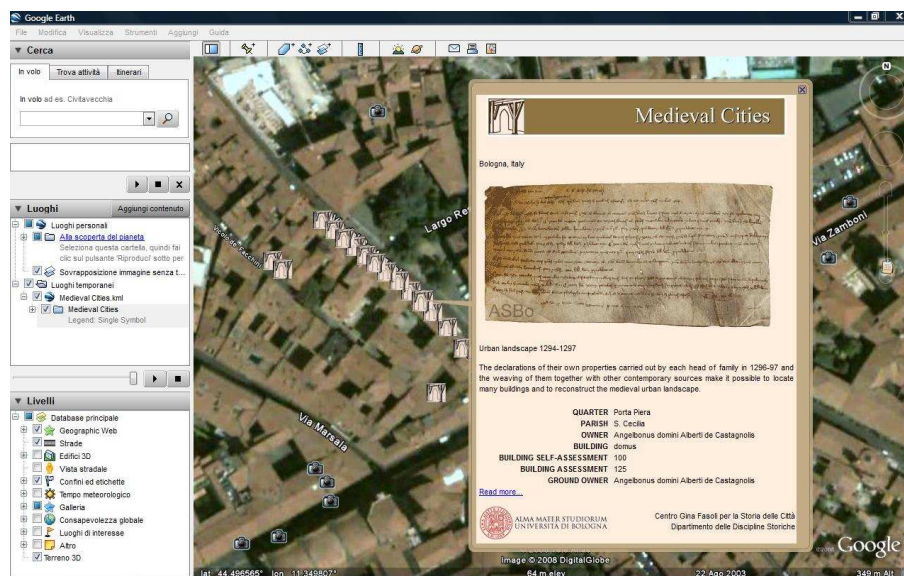 Google Earth
File Modifica Visualizza Strumenti Aggiungi Guida
Cerca
In volo Trova attività Itinerari
In volo ad es. Civitavecchia
Luoghi Aggiungi contenuto
Luoghi personali
Alla scoperta del pianeta
Seleziona questa cartella, quindi fai
clic sul pulsante 'Riproduci' sotto per
Sovrapposizione immagine senza t...
Luoghi temporanei
Medieval Cities.kml
Medieval Cities
Legend: Single Symbol
Livelli
Database principale
Geographic Web
Strade
Edifici 3D
Vista stradale
Confini ed etichette
Tempo meteorologico
Galleria
Consapevolezza globale
Luoghi di interesse
Altro
Terreno 3D
Largo Re
Via Marsala
Via Zamboni
N
Medieval Cities
Bologna, Italy
ASBo
Urban landscape 1294-1297
The declarations of their own properties carried out by each head of family in 1296-97 and
the weaving of them together with other contemporary sources make it possible to locate
many buildings and to reconstruct the medieval urban landscape.
QUARTER Porta Piera
PARISH S. Cecilia
OWNER Angelbonus domini Alberti de Castagnolis
BUILDING domus
BUILDING SELF-ASSESSMENT 100
BUILDING ASSESSMENT 125
GROUND OWNER Angelbonus domini Alberti de Castagnolis
Read more...
ALMA MATER STUDIORUM
UNIVERSITÀ DI BOLOGNA
Centro Gina Fasoli per la Storia delle Città
Dipartimento delle Discipline Storiche
Image © 2008 DigitalGlobe
Google
lat 44.496565° lon 11.349807° 64 m elev 22 Ago 2003 349 m Alt